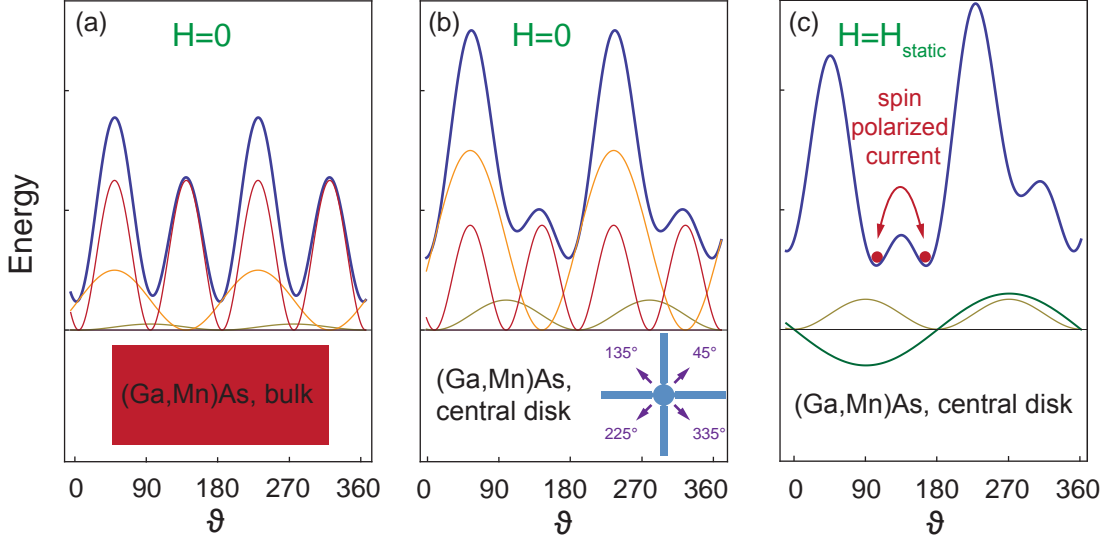 (a)
H=0
Energy
(Ga,Mn)As, bulk
0 90 180 270 360
ϑ
(b)
H=0
(Ga,Mn)As,
central disk
135° 45°
225° 335°
0 90 180 270 360
ϑ
(c)
H=Hstatic
spin
polarized
current
(Ga,Mn)As, central disk
0 90 180 270 360
ϑ